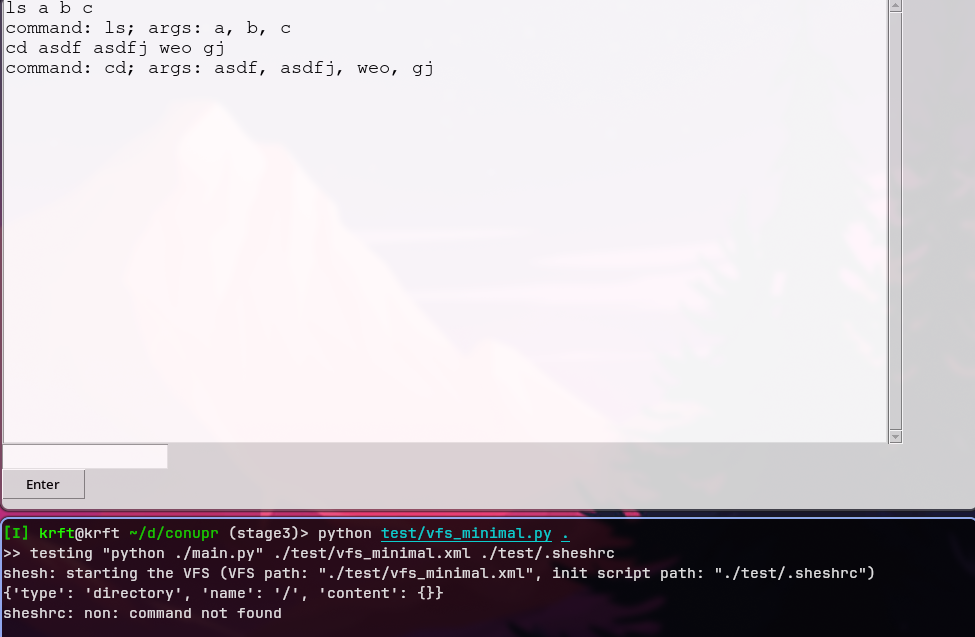 ls a b c
command: ls; args: a, b, c
cd asdf asdfj weo gj
command: cd; args: asdf, asdfj, weo, gj
Enter
[I] krft@krft ~/d/conupr (stage3)> python test/vfs_minimal.py .
>> testing "python ./main.py" ./test/vfs_minimal.xml ./test/.sheshrc
shesh: starting the VFS (VFS path: "./test/vfs_minimal.xml", init script path: "./test/.sheshrc")
{'type': 'directory', 'name': '/', 'content': {}}
sheshrc: non: command not found